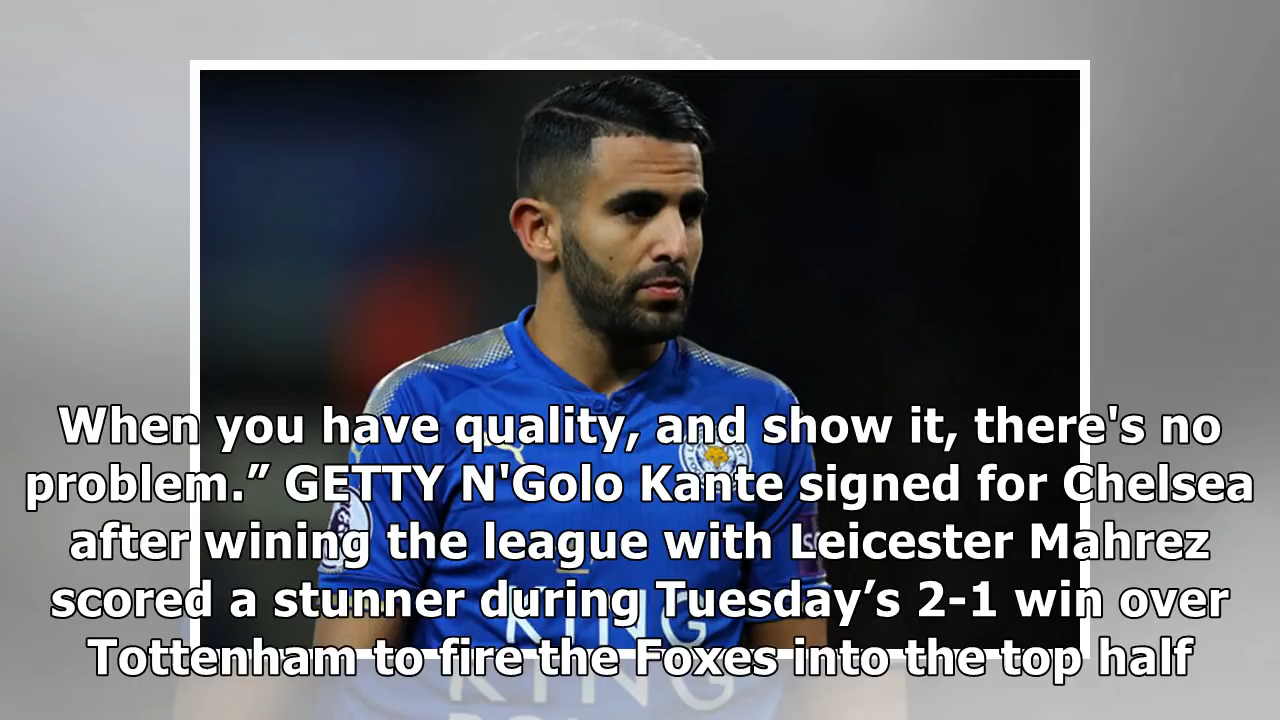 When you have quality, and show it, there's no
problem.” GETTY N'Golo Kante signed for Chelsea
after wining the league with Leicester Mahrez
scored a stunner during Tuesday’s 2-1 win over
Tottenham to fire the Foxes into the top half
KING
KING